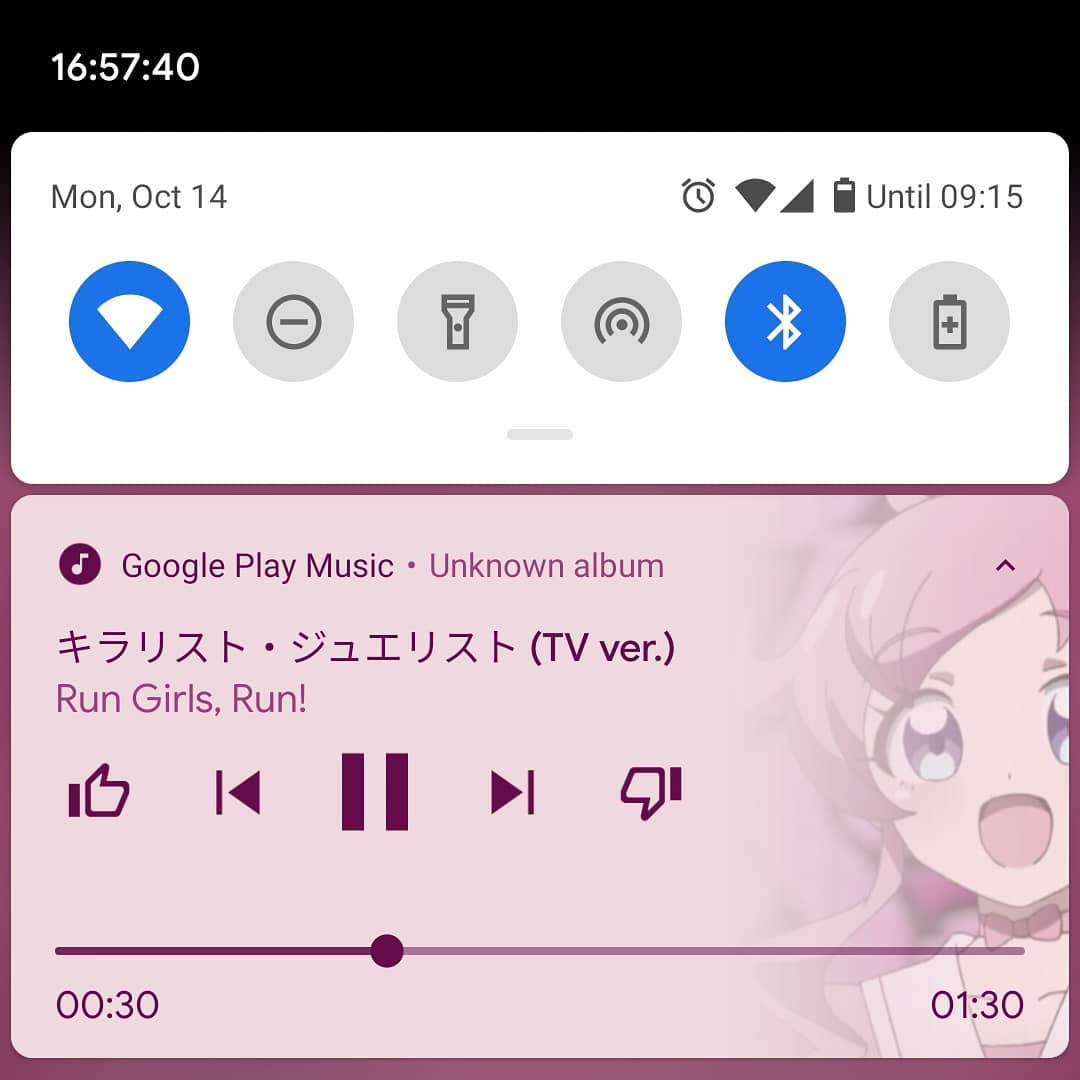 16:57:40
Mon, Oct 14 Until 09:15
Google Play Music • Unknown album
キラリスト・ジュエリスト (TV ver.)
Run Girls, Run!
00:30 01:30